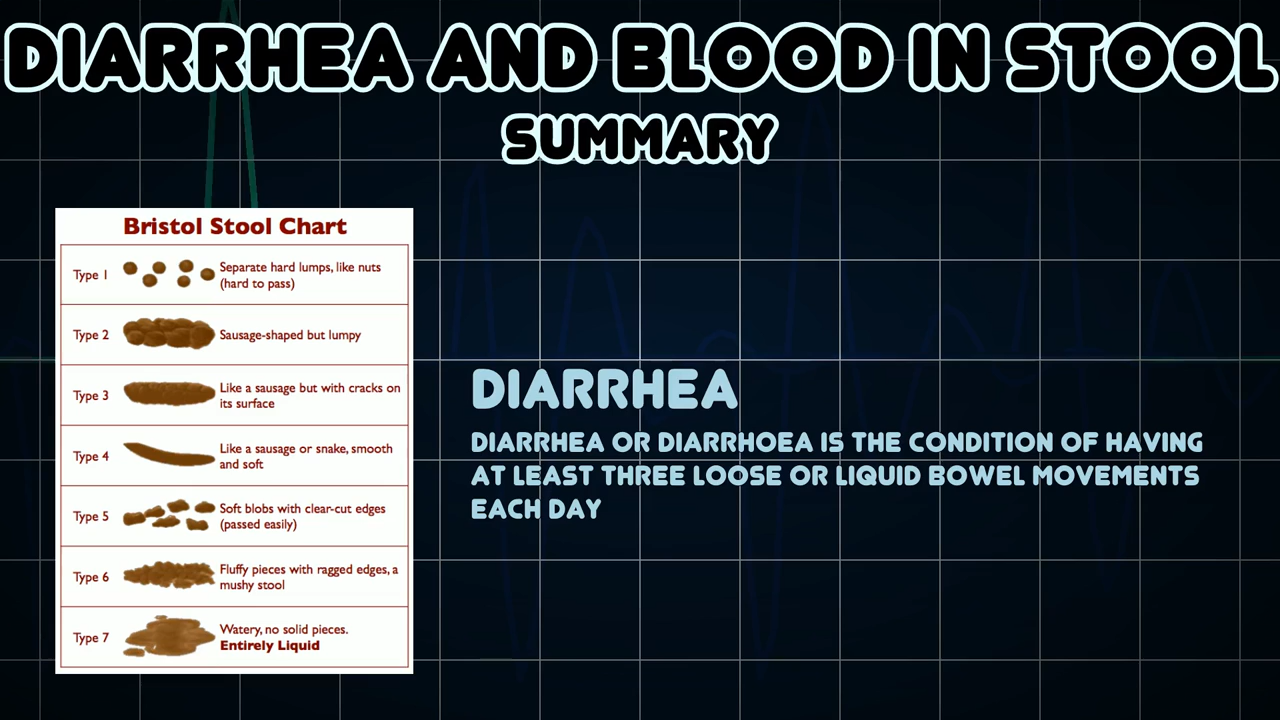 DIARRHEA AND BLOOD IN STOOL
SUMMARY
Bristol Stool Chart
Type 1
Separate hard lumps, like nuts
(hard to pass)
Type 2
Sausage-shaped but lumpy
Type 3
Like a sausage but with cracks on
its surface
Type 4
Like a sausage or snake, smooth
and soft
Type 5
Soft blobs with clear-cut edges
(passed easily)
Type 6
Fluffy pieces with ragged edges, a
mushy stool
Type 7
Watery, no solid pieces.
Entirely Liquid
DIARRHEA
DIARRHEA OR DIARRHOEA IS THE CONDITION OF HAVING
AT LEAST THREE LOOSE OR LIQUID BOWEL MOVEMENTS
EACH DAY